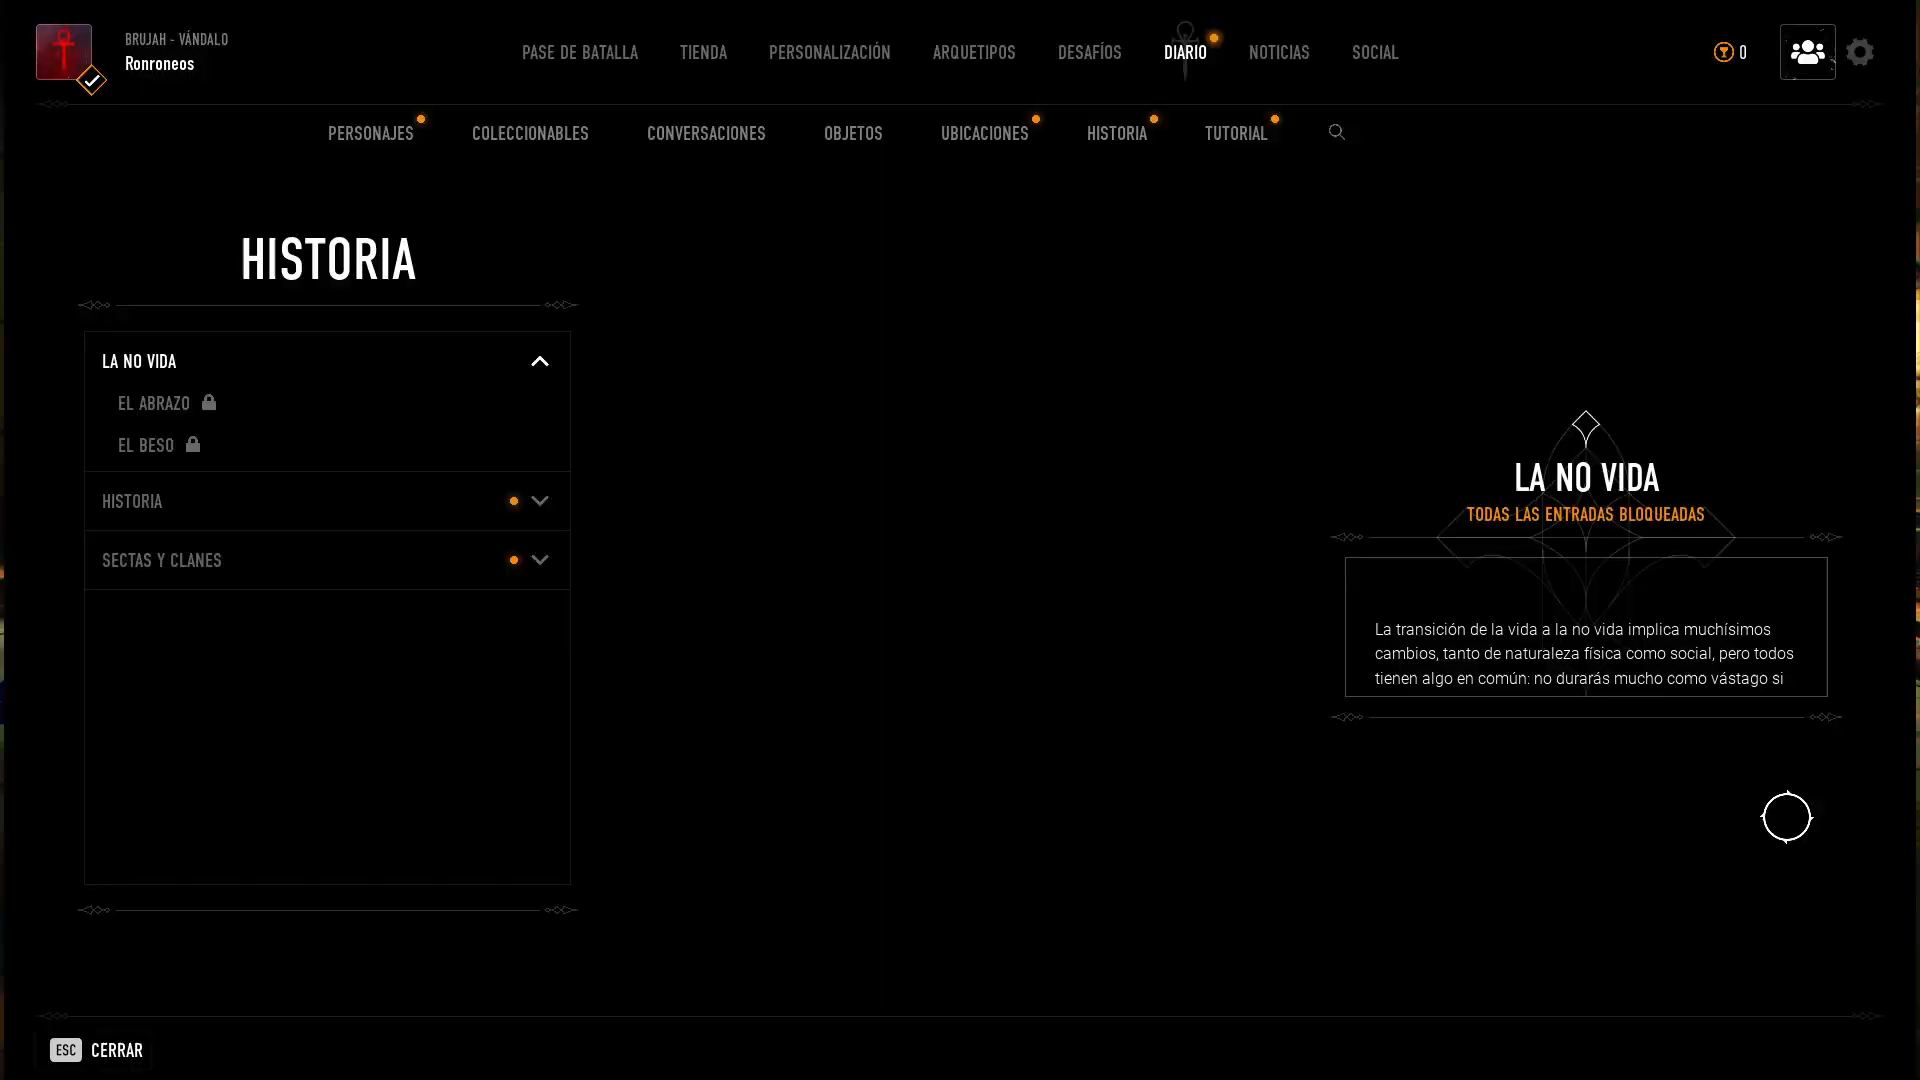 BRUJAH - VÁNDALO
Ronroneos
PASE DE BATALLA
TIENDA
PERSONALIZACIÓN
ARQUETIPOS
DESAFÍOS
DIARIO
NOTICIAS
SOCIAL
0
PERSONAJES
COLECCIONABLES
CONVERSACIONES
OBJETOS
UBICACIONES
HISTORIA
TUTORIAL
HISTORIA
LA NO VIDA
EL ABRAZO
EL BESO
HISTORIA
SECTAS Y CLANES
LA NO VIDA
TODAS LAS ENTRADAS BLOQUEADAS
La transición de la vida a la no vida implica muchísimos
cambios, tanto de naturaleza física como social, pero todos
tienen algo en común: no durarás mucho como vástago si
ESC CERRAR